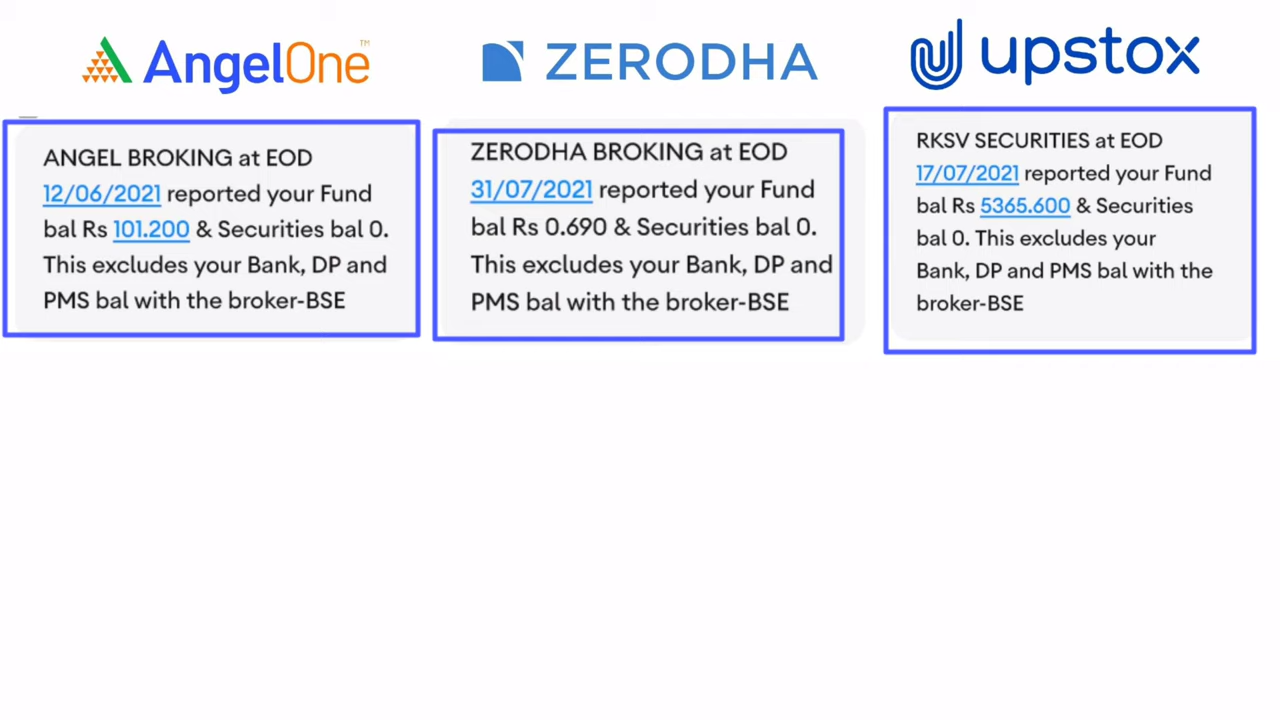 AngelOne™
ANGEL BROKING at EOD
12/06/2021 reported your Fund
bal Rs 101.200 & Securities bal 0.
This excludes your Bank, DP and
PMS bal with the broker-BSE
ZERODHA
ZERODHA BROKING at EOD
31/07/2021 reported your Fund
bal Rs 0.690 & Securities bal 0.
This excludes your Bank, DP and
PMS bal with the broker-BSE
upstox
RKSV SECURITIES at EOD
17/07/2021 reported your Fund
bal Rs 5365.600 & Securities
bal 0. This excludes your
Bank, DP and PMS bal with the
broker-BSE